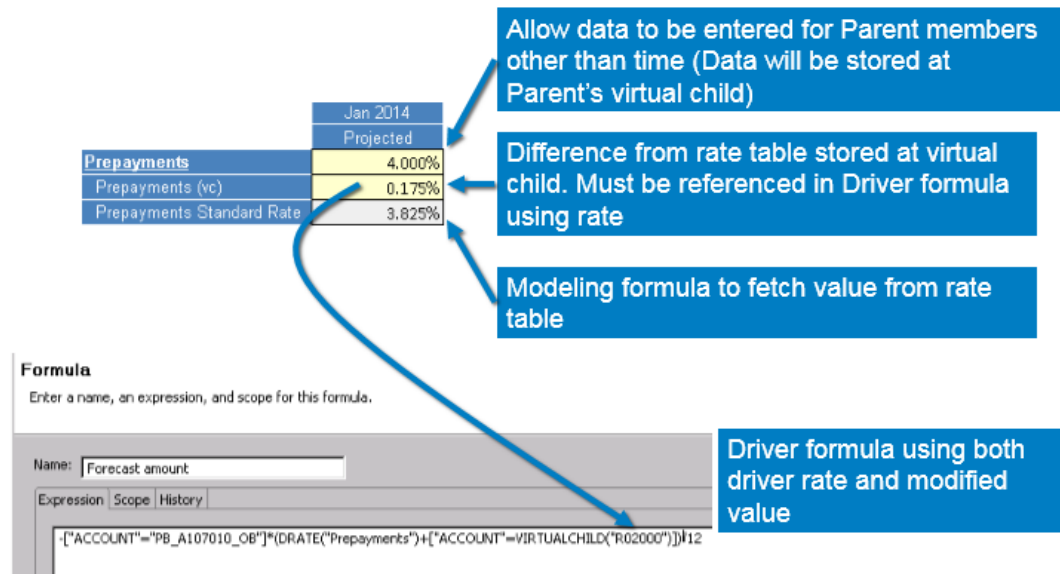 Allow data to be entered for Parent members
other than time (Data will be stored at
Parent's virtual child)
Jan 2014
Projected
Prepayments 4.000%
Prepayments (vc) 0.175%
Prepayments Standard Rate 3.825%
Difference from rate table stored at virtual
child. Must be referenced in Driver formula
using rate
Modeling formula to fetch value from rate
table
Formula
Enter a name, an expression, and scope for this formula.
Name: Forecast amount
Expression Scope History
-["ACCOUNT"="PB_A107010_OB"]*(DRATE("Prepayments")+["ACCOUNT"=VIRTUALCHILD("R02000")])/12
Driver formula using both
driver rate and modified
value